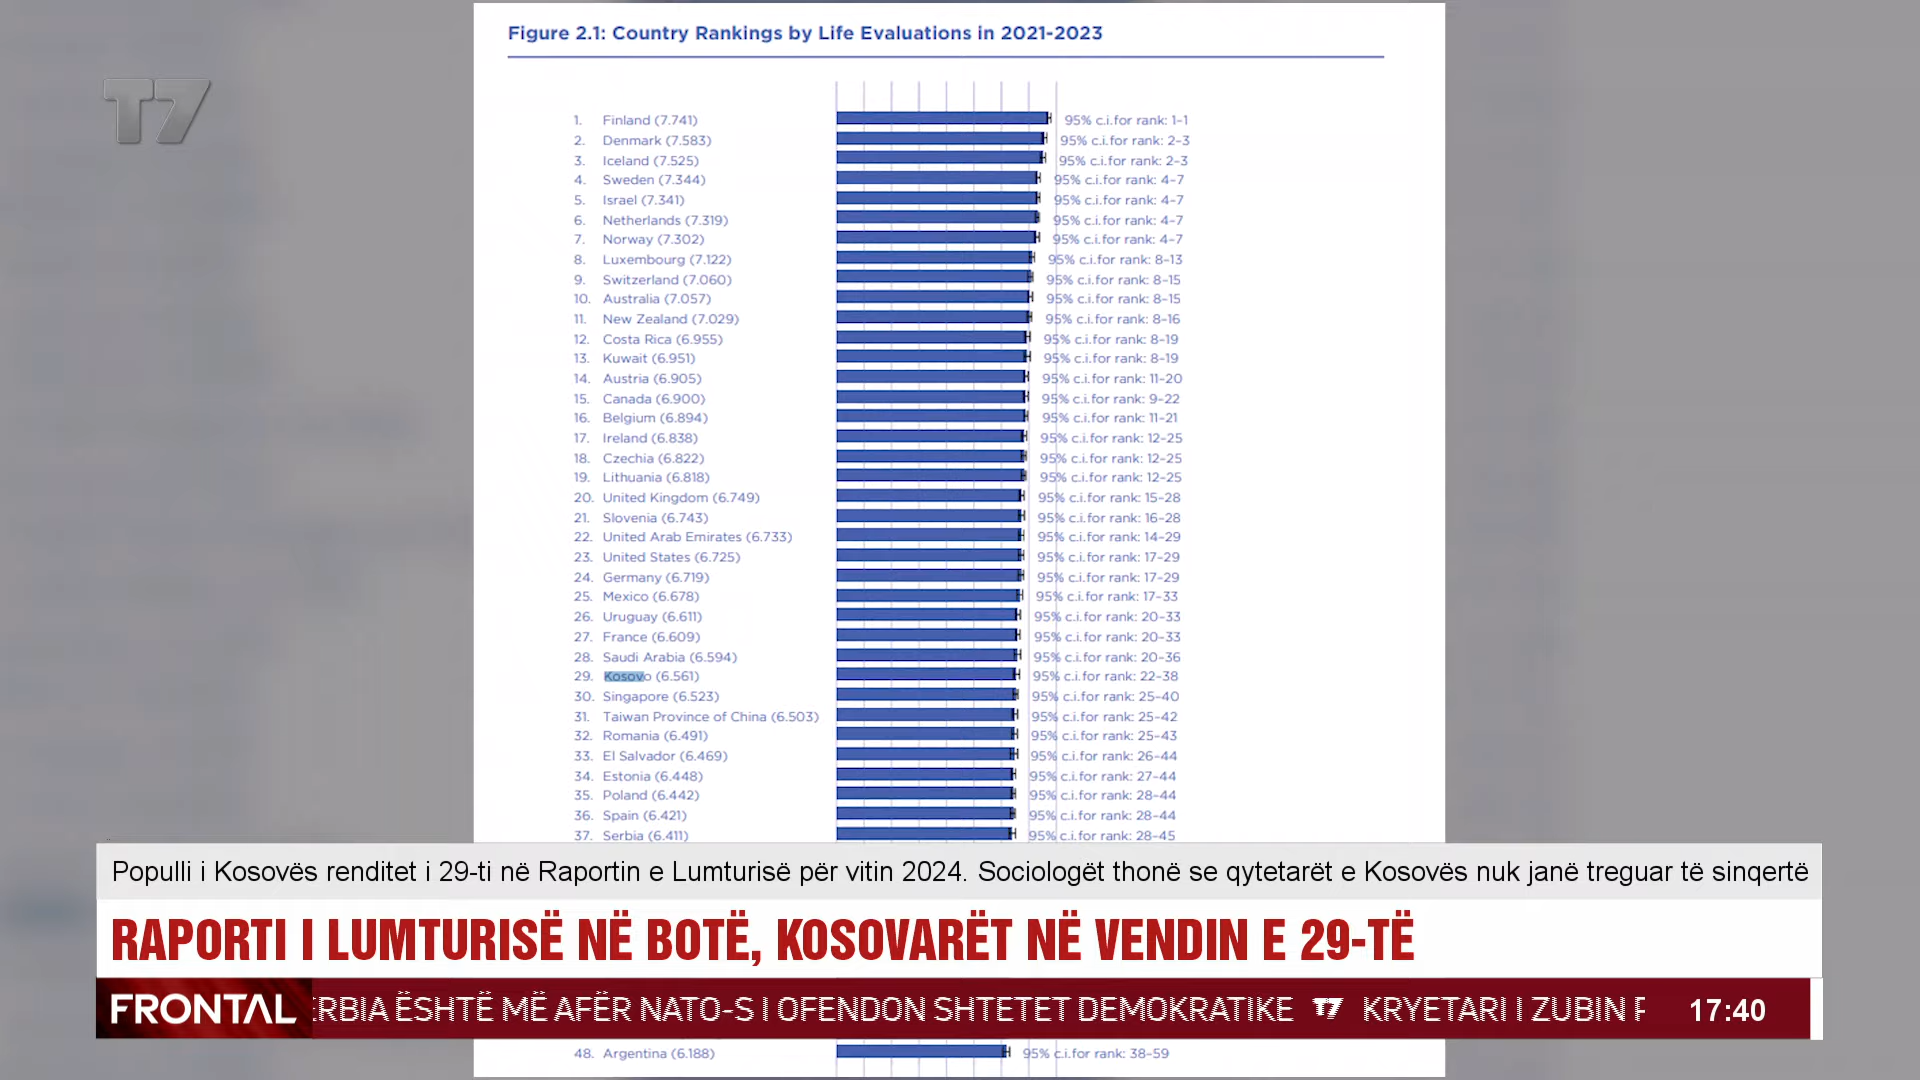 Figure 2.1: Country Rankings by Life Evaluations in 2021-2023
T7
1. Finland (7.741) 95% c.i.for rank: 1-1
2. Denmark (7.583) 95% c.i.for rank: 2-3
3. Iceland (7.525) 95% c.i.for rank: 2-3
4. Sweden (7.344) 95% c.i.for rank: 4-7
5. Israel (7.341) 95% c.i.for rank: 4-7
6. Netherlands (7.319) 95% c.i.for rank: 4-7
7. Norway (7.302) 95% c.i.for rank: 4-7
8. Luxembourg (7.122) 95% c.i.for rank: 8-13
9. Switzerland (7.060) 95% c.i.for rank: 8-15
10. Australia (7.057) 95% c.i.for rank: 8-15
11. New Zealand (7.029) 95% c.i.for rank: 8-16
12. Costa Rica (6.955) 95% c.i.for rank: 8-19
13. Kuwait (6.951) 95% c.i.for rank: 8-19
14. Austria (6.905) 95% c.i.for rank: 11-20
15. Canada (6.900) 95% c.i.for rank: 9-22
16. Belgium (6.894) 95% c.i.for rank: 11-21
17. Ireland (6.838) 95% c.i.for rank: 12-25
18. Czechia (6.822) 95% c.i.for rank: 12-25
19. Lithuania (6.818) 95% c.i.for rank: 12-25
20. United Kingdom (6.749) 95% c.i.for rank: 15-28
21. Slovenia (6.743) 95% c.i.for rank: 16-28
22. United Arab Emirates (6.733) 95% c.i.for rank: 14-29
23. United States (6.725) 95% c.i.for rank: 17-29
24. Germany (6.719) 95% c.i.for rank: 17-29
25. Mexico (6.678) 95% c.i.for rank: 17-33
26. Uruguay (6.611) 95% c.i.for rank: 20-33
27. France (6.609) 95% c.i.for rank: 20-33
28. Saudi Arabia (6.594) 95% c.i.for rank: 20-36
29. Kosovo (6.561) 95% c.i.for rank: 22-38
30. Singapore (6.523) 95% c.i.for rank: 25-40
31. Taiwan Province of China (6.503) 95% c.i.for rank: 25-42
32. Romania (6.491) 95% c.i.for rank: 25-43
33. El Salvador (6.469) 95% c.i.for rank: 26-44
34. Estonia (6.448) 95% c.i.for rank: 27-44
35. Poland (6.442) 95% c.i.for rank: 28-44
36. Spain (6.421) 95% c.i.for rank: 28-44
37. Serbia (6.411) 95% c.i.for rank: 28-45
Populli i Kosovës renditet i 29-ti në Raportin e Lumturisë për vitin 2024. Sociologët thonë se qytetarët e Kosovës nuk janë treguar të sinqertë
RAPORTI I LUMTURISË NË BOTË, KOSOVARËT NË VENDIN E 29-TË
FRONTAL ERBIA ËSHTË MË AFËR NATO-S I OFENDON SHTETET DEMOKRATIKE T7 KRYETARI I ZUBIN 17:40
48. Argentina (6.188) 95% c.i.for rank: 38-59